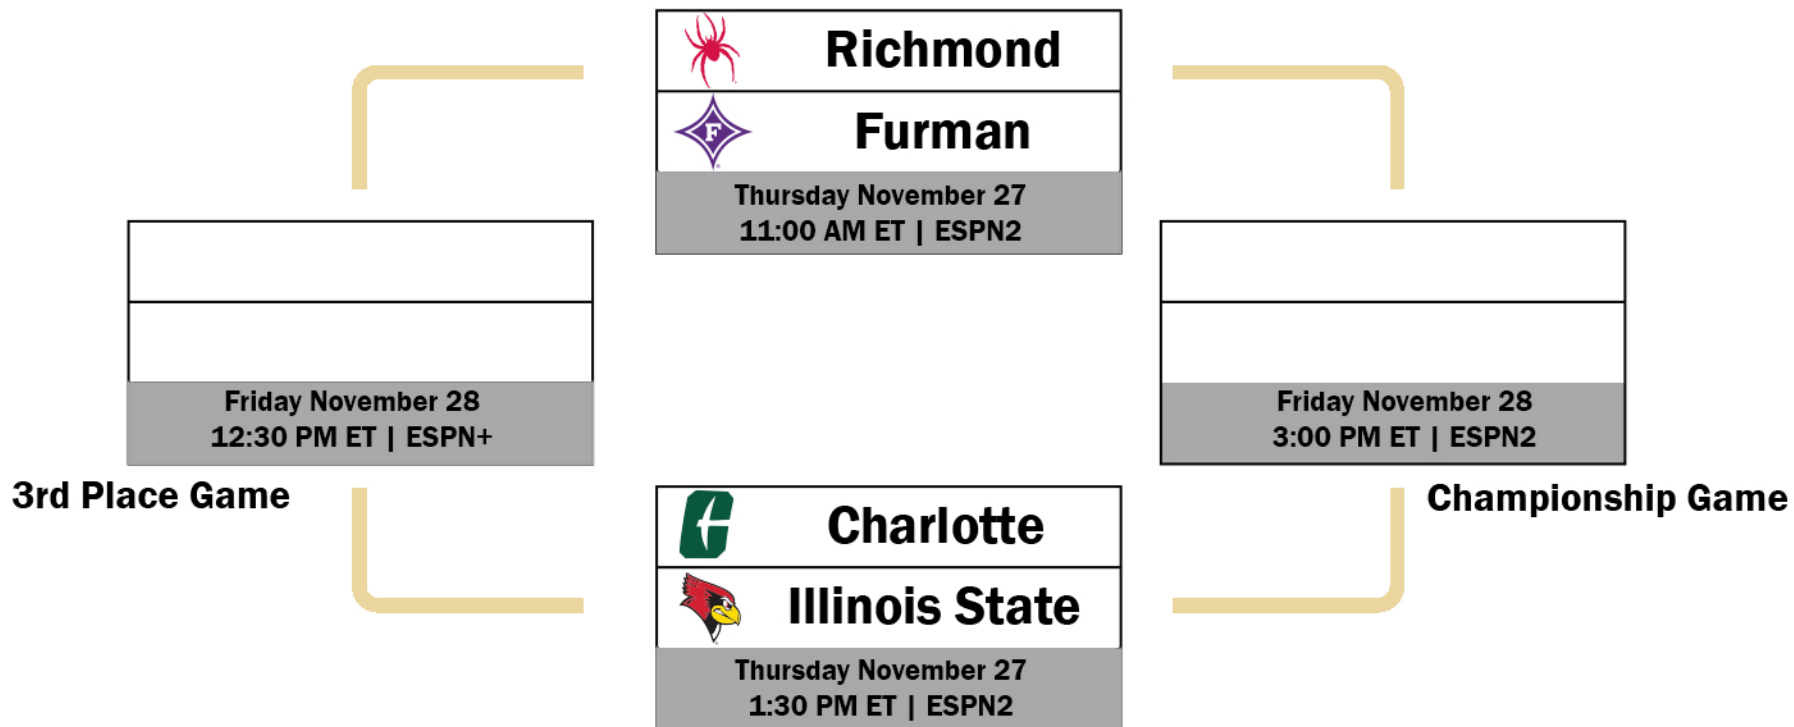 Richmond
F
Furman
Thursday November 27
11:00 AM ET | ESPN2
Friday November 28
12:30 PM ET | ESPN+
3rd Place Game
Friday November 28
3:00 PM ET | ESPN2
Championship Game
C
Charlotte
Illinois State
Thursday November 27
1:30 PM ET | ESPN2